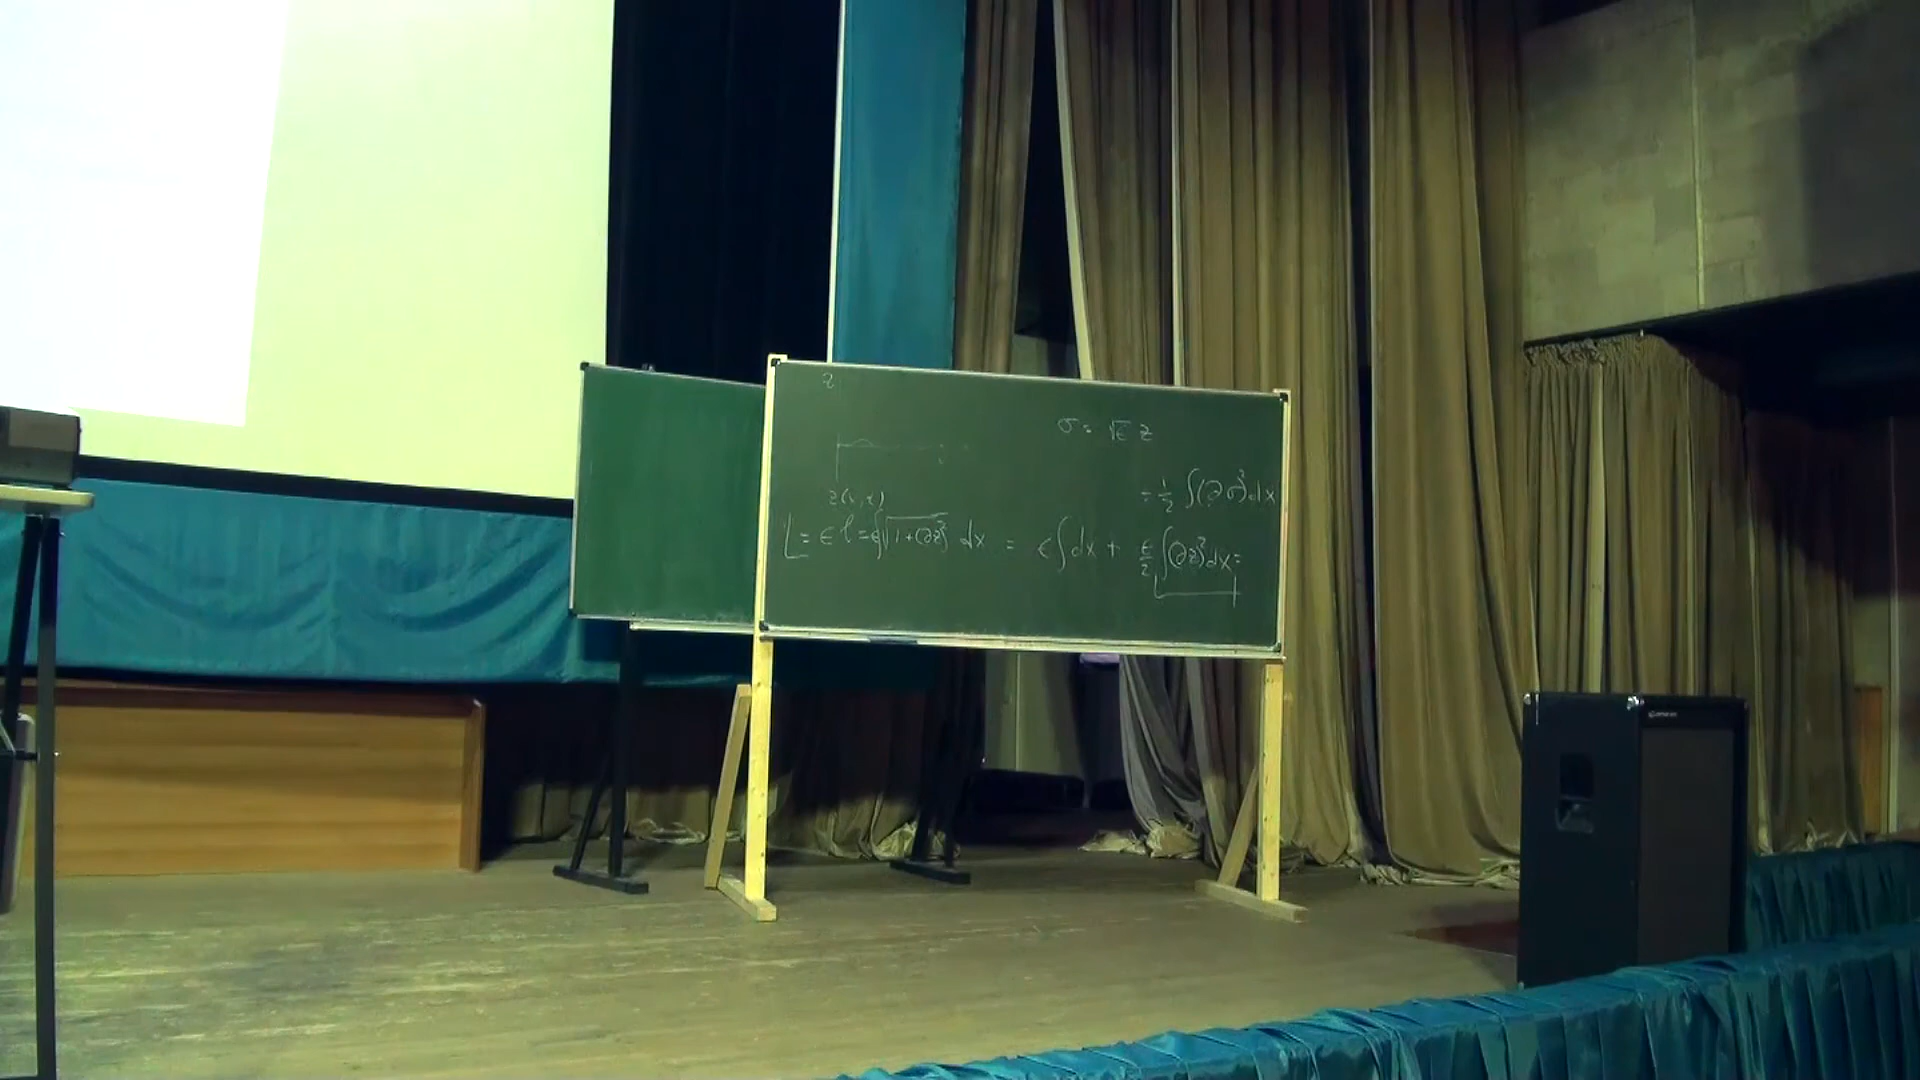 z
σ = √ϵ z
= 1/2 ∫(∂σ)² dx
z(x, t)
L = ϵ l = ϵ∫√1+(∂z)² dx = ϵ∫dx + ϵ/2 ∫(∂z)² dx =